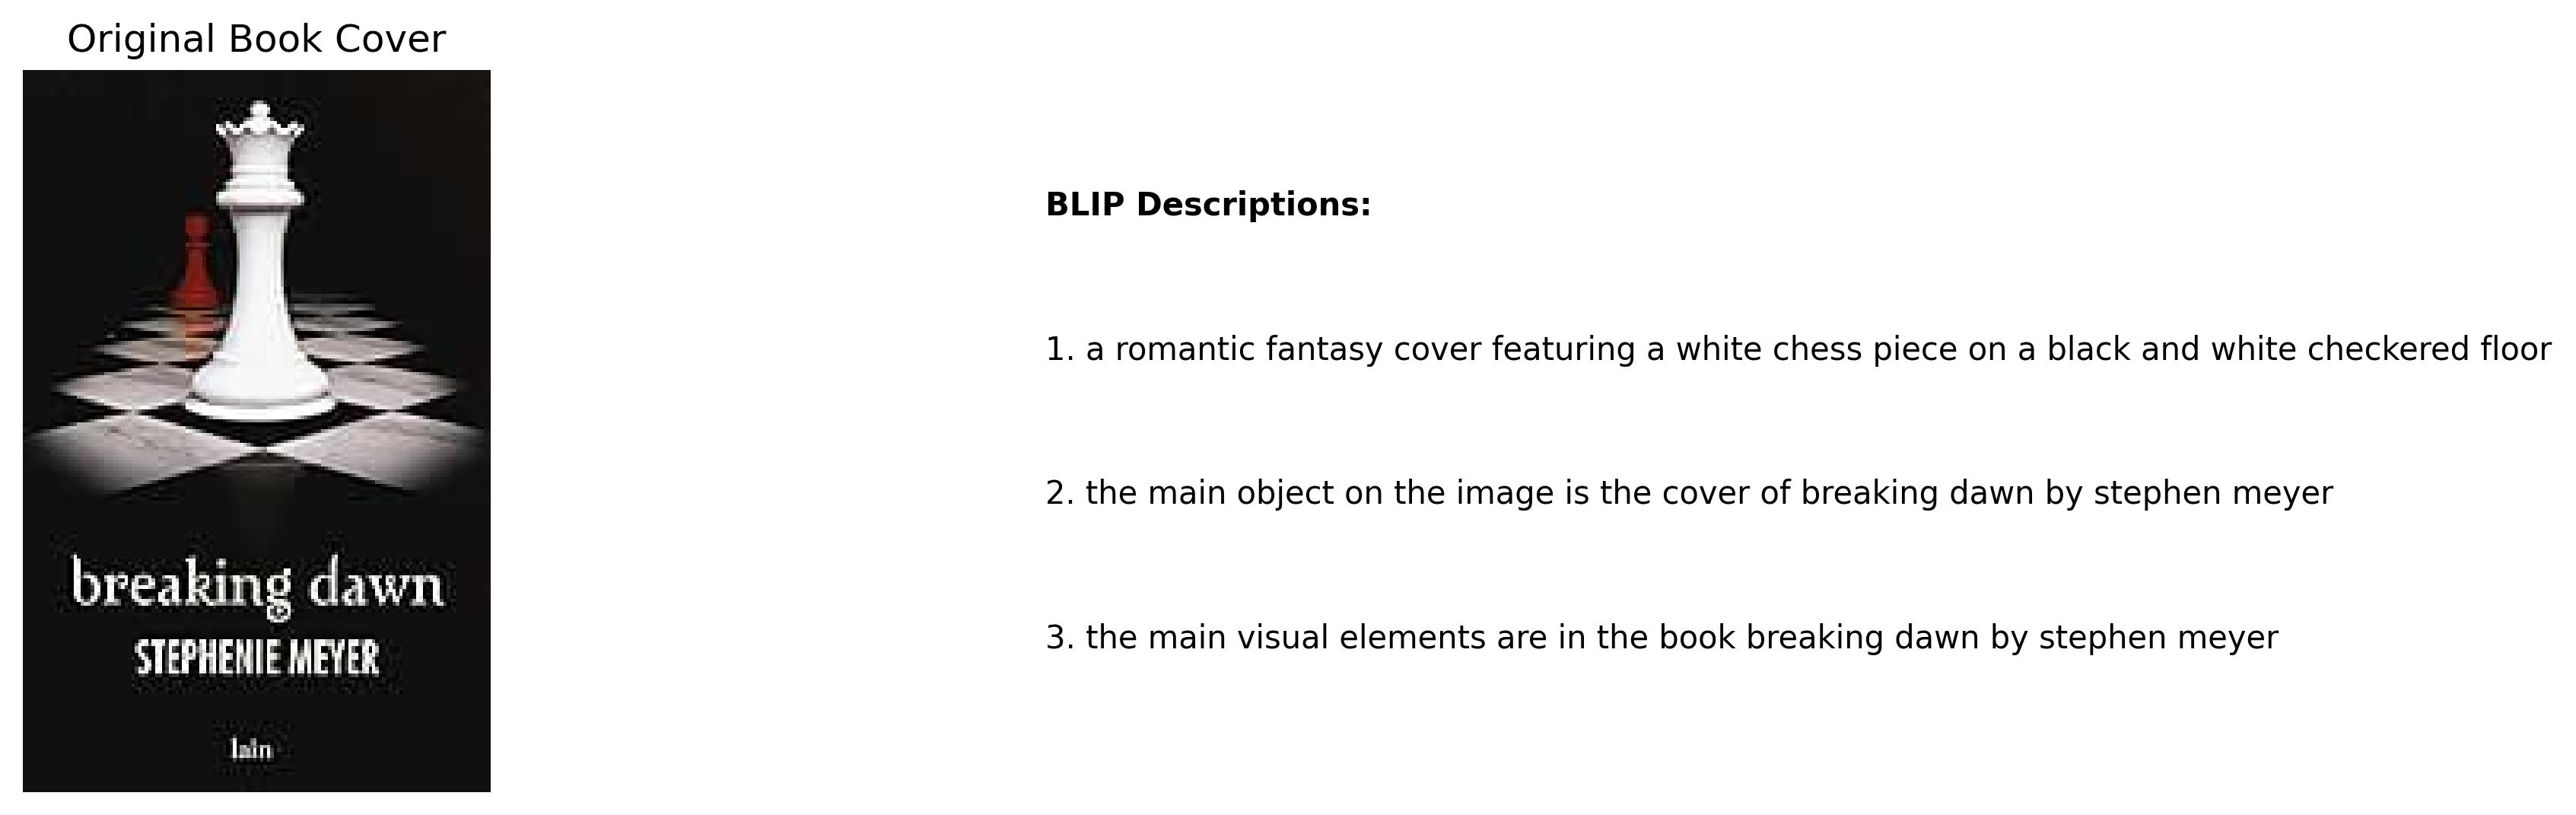 Original Book Cover
breaking dawn
STEPHENIE MEYER
lain
BLIP Descriptions:
1. a romantic fantasy cover featuring a white chess piece on a black and white checkered floor
2. the main object on the image is the cover of breaking dawn by stephen meyer
3. the main visual elements are in the book breaking dawn by stephen meyer